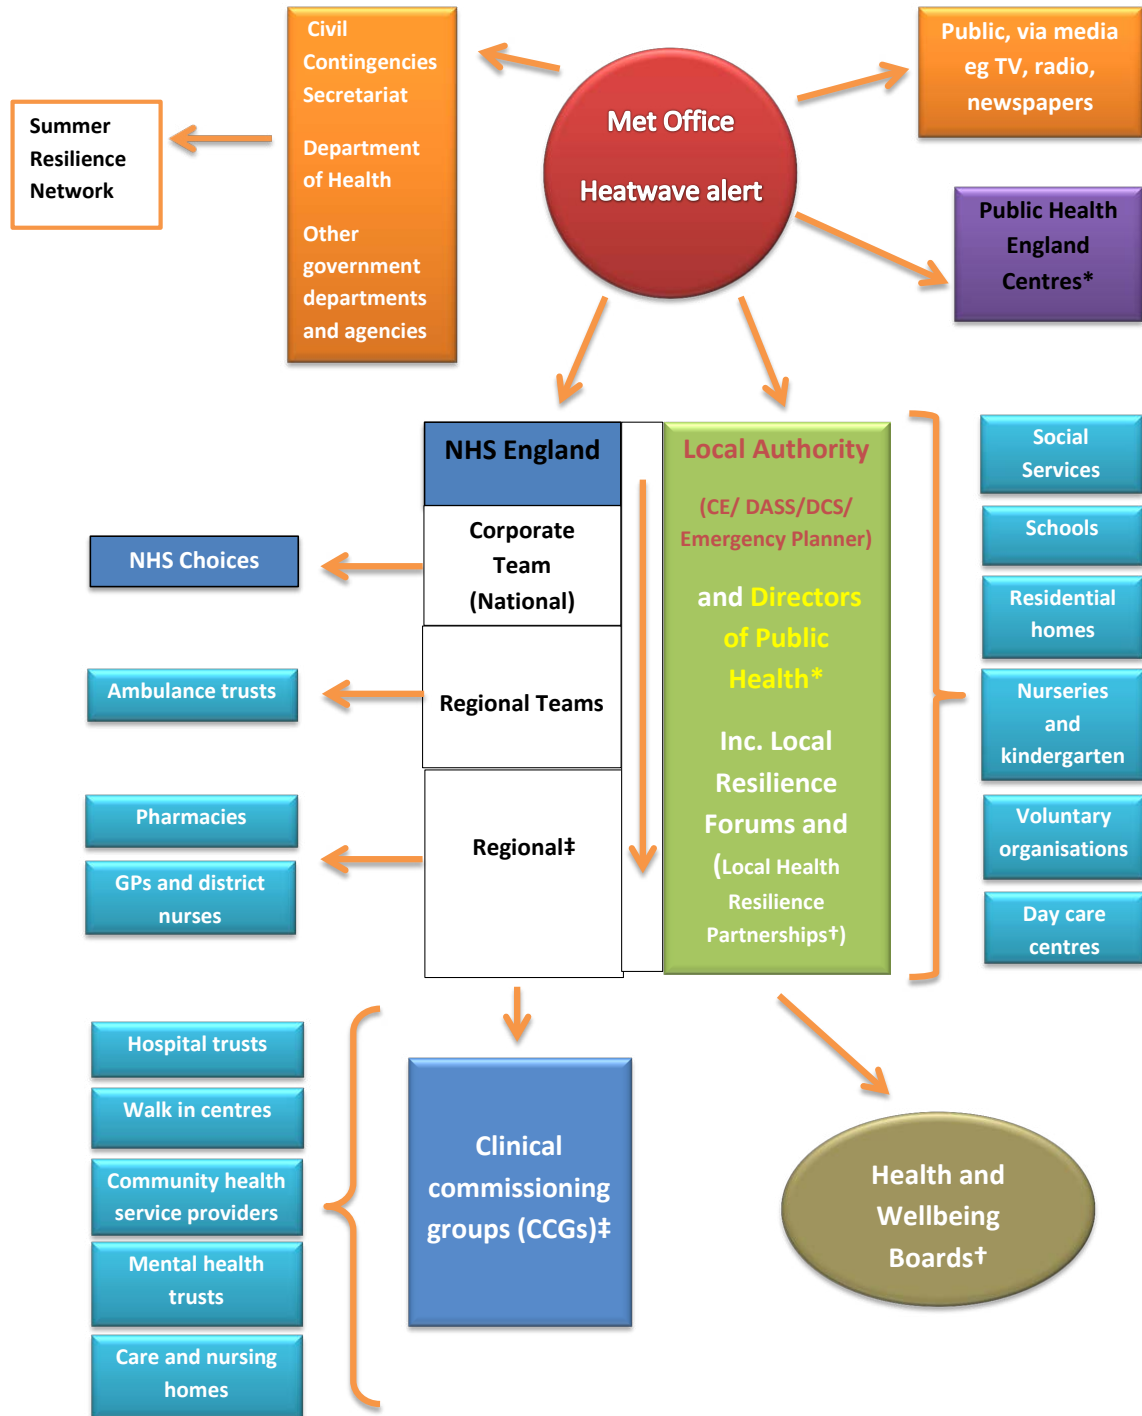 Civil
Contingencies
Secretariat
Department
of Health
Other
government
departments
and agencies
Summer
Resilience
Network
Met Office
Heatwave alert
Public, via media
eg TV, radio,
newspapers
Public Health
England
Centres*
NHS England
Corporate
Team
(National)
Regional Teams
Regional‡
NHS Choices
Ambulance trusts
Pharmacies
GPs and district
nurses
Local Authority
(CE/ DASS/DCS/
Emergency Planner)
and Directors
of Public
Health*
Inc. Local
Resilience
Forums and
(Local Health
Resilience
Partnerships†)
Social
Services
Schools
Residential
homes
Nurseries
and
kindergarten
Voluntary
organisations
Day care
centres
Hospital trusts
Walk in centres
Community health
service providers
Mental health
trusts
Care and nursing
homes
Clinical
commissioning
groups (CCGs)‡
Health and
Wellbeing
Boards†